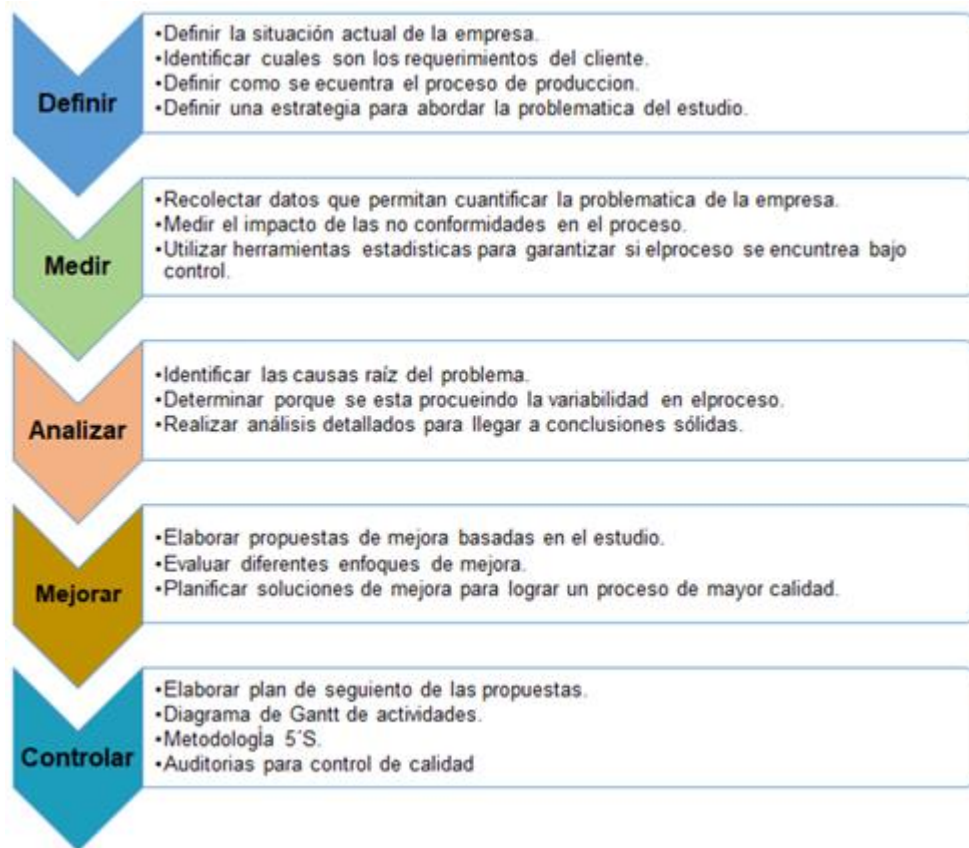 Definir
•Definir la situación actual de la empresa.
•Identificar cuales son los requerimientos del cliente.
•Definir como se ecuentra el proceso de produccion.
•Definir una estrategia para abordar la problematica del estudio.
Medir
•Recolectar datos que permitan cuantificar la problematica de la empresa.
•Medir el impacto de las no conformidades en el proceso.
•Utilizar herramientas estadisticas para garantizar si elproceso se encuntrea bajo
control.
Analizar
•Identificar las causas raíz del problema.
•Determinar porque se esta procueindo la variabilidad en elproceso.
•Realizar análisis detallados para llegar a conclusiones sólidas.
Mejorar
•Elaborar propuestas de mejora basadas en el estudio.
•Evaluar diferentes enfoques de mejora.
•Planificar soluciones de mejora para lograr un proceso de mayor calidad.
Controlar
•Elaborar plan de seguiento de las propuestas.
•Diagrama de Gantt de actividades.
•MetodologÍa 5´S.
•Auditorias para control de calidad